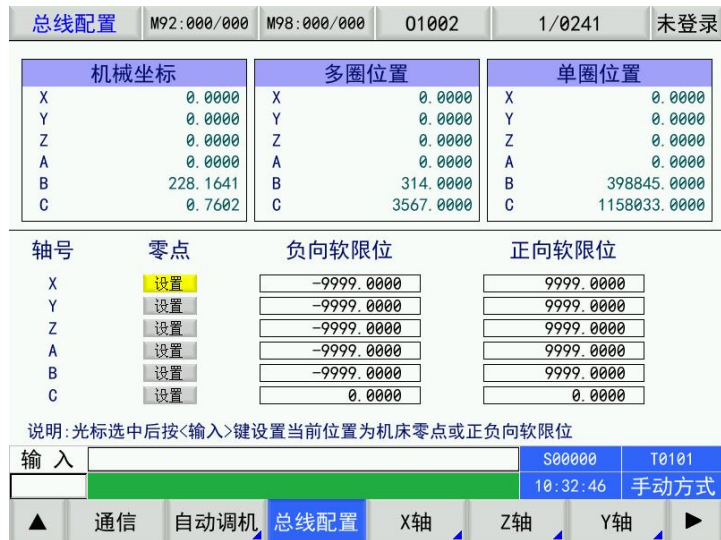 总线配置 M92:000/000 M98:000/000 O1002 1/0241 未登录
机械坐标 多圈位置 单圈位置
X 0.0000 X 0.0000 X 0.0000
Y 0.0000 Y 0.0000 Y 0.0000
Z 0.0000 Z 0.0000 Z 0.0000
A 0.0000 A 0.0000 A 0.0000
B 228.1641 B 314.0000 B 398845.0000
C 0.7602 C 3567.0000 C 1158033.0000
轴号 零点 负向软限位 正向软限位
X 设置 -9999.0000 9999.0000
Y 设置 -9999.0000 9999.0000
Z 设置 -9999.0000 9999.0000
A 设置 -9999.0000 9999.0000
B 设置 -9999.0000 9999.0000
C 设置 0.0000 0.0000
说明:光标选中后按<输入>键设置当前位置为机床零点或正负向软限位
输入 S00000 T0101
10:32:46 手动方式
▲ 通信 自动调机 总线配置 X轴 Z轴 Y轴 ▶